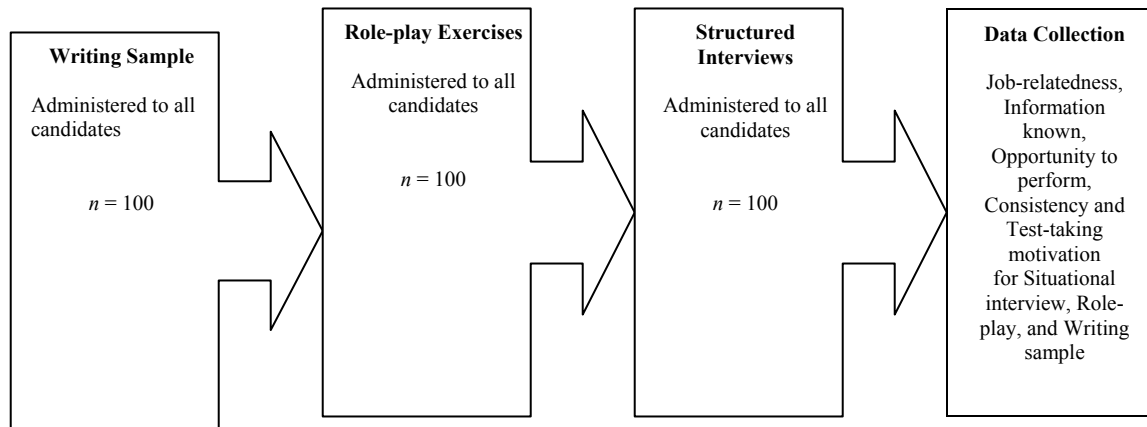 Writing Sample
Administered to all
candidates
n = 100
Role-play Exercises
Administered to all
candidates
n = 100
Structured
Interviews
Administered to all
candidates
n = 100
Data Collection
Job-relatedness,
Information
known,
Opportunity to
perform,
Consistency and
Test-taking
motivation
for Situational
interview, Role-
play, and Writing
sample